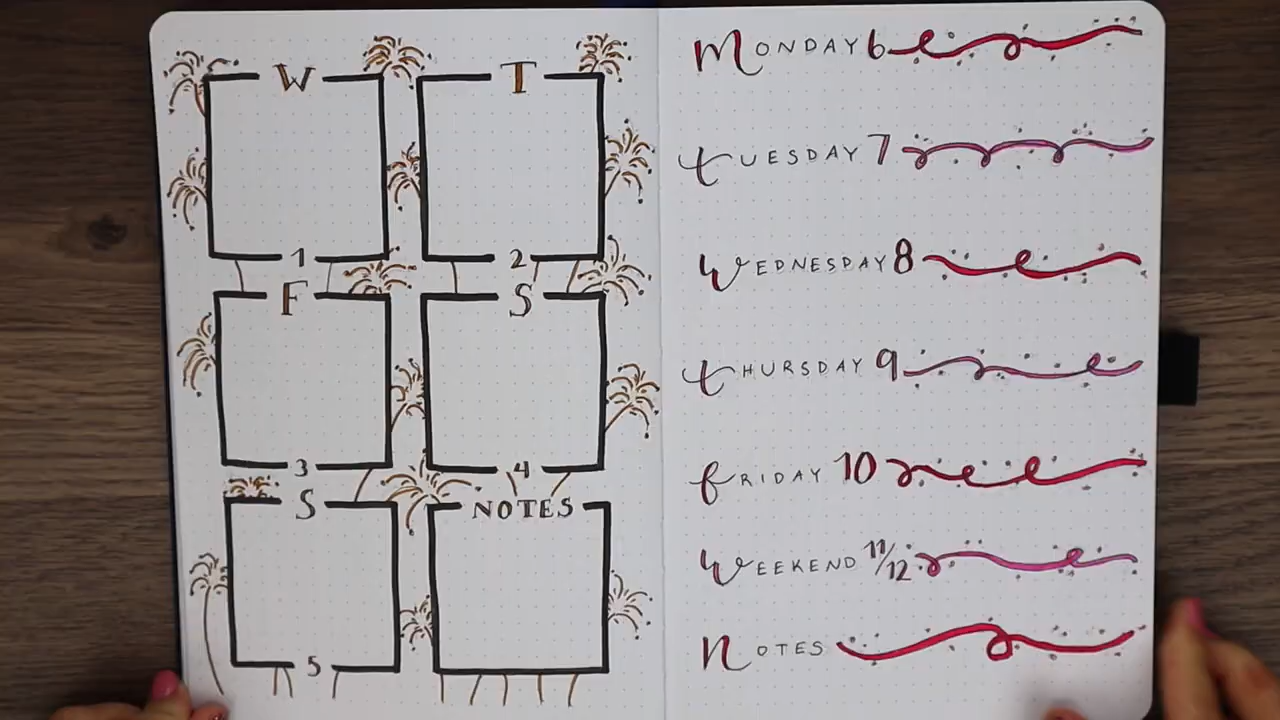 W T
1 2
F S
3 4
S NOTES
5
Monday 6
tuesday 7
Wednesday 8
thursday 9
friday 10
Weekend 11/12
Notes